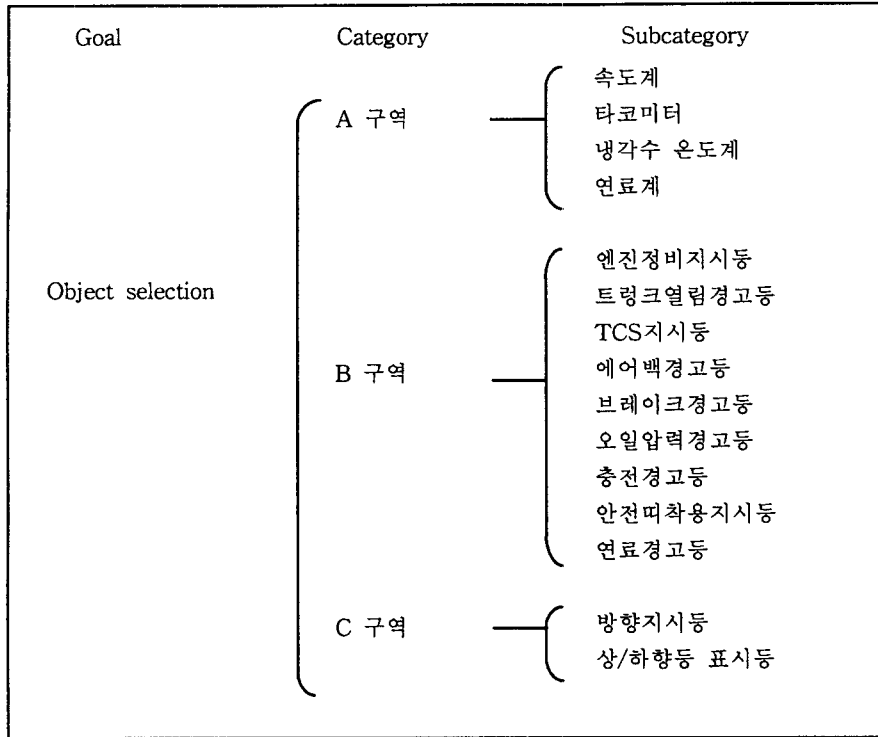 Goal Category Subcategory
속도계
A 구역
타코미터
냉각수 온도계
연료계
엔진정비지시등
Object selection
트렁크열림경고등
TCS지시등
B 구역
에어백경고등
브레이크경고등
오일압력경고등
충전경고등
안전띠착용지시등
연료경고등
C 구역
방향지시등
상/하향등 표시등